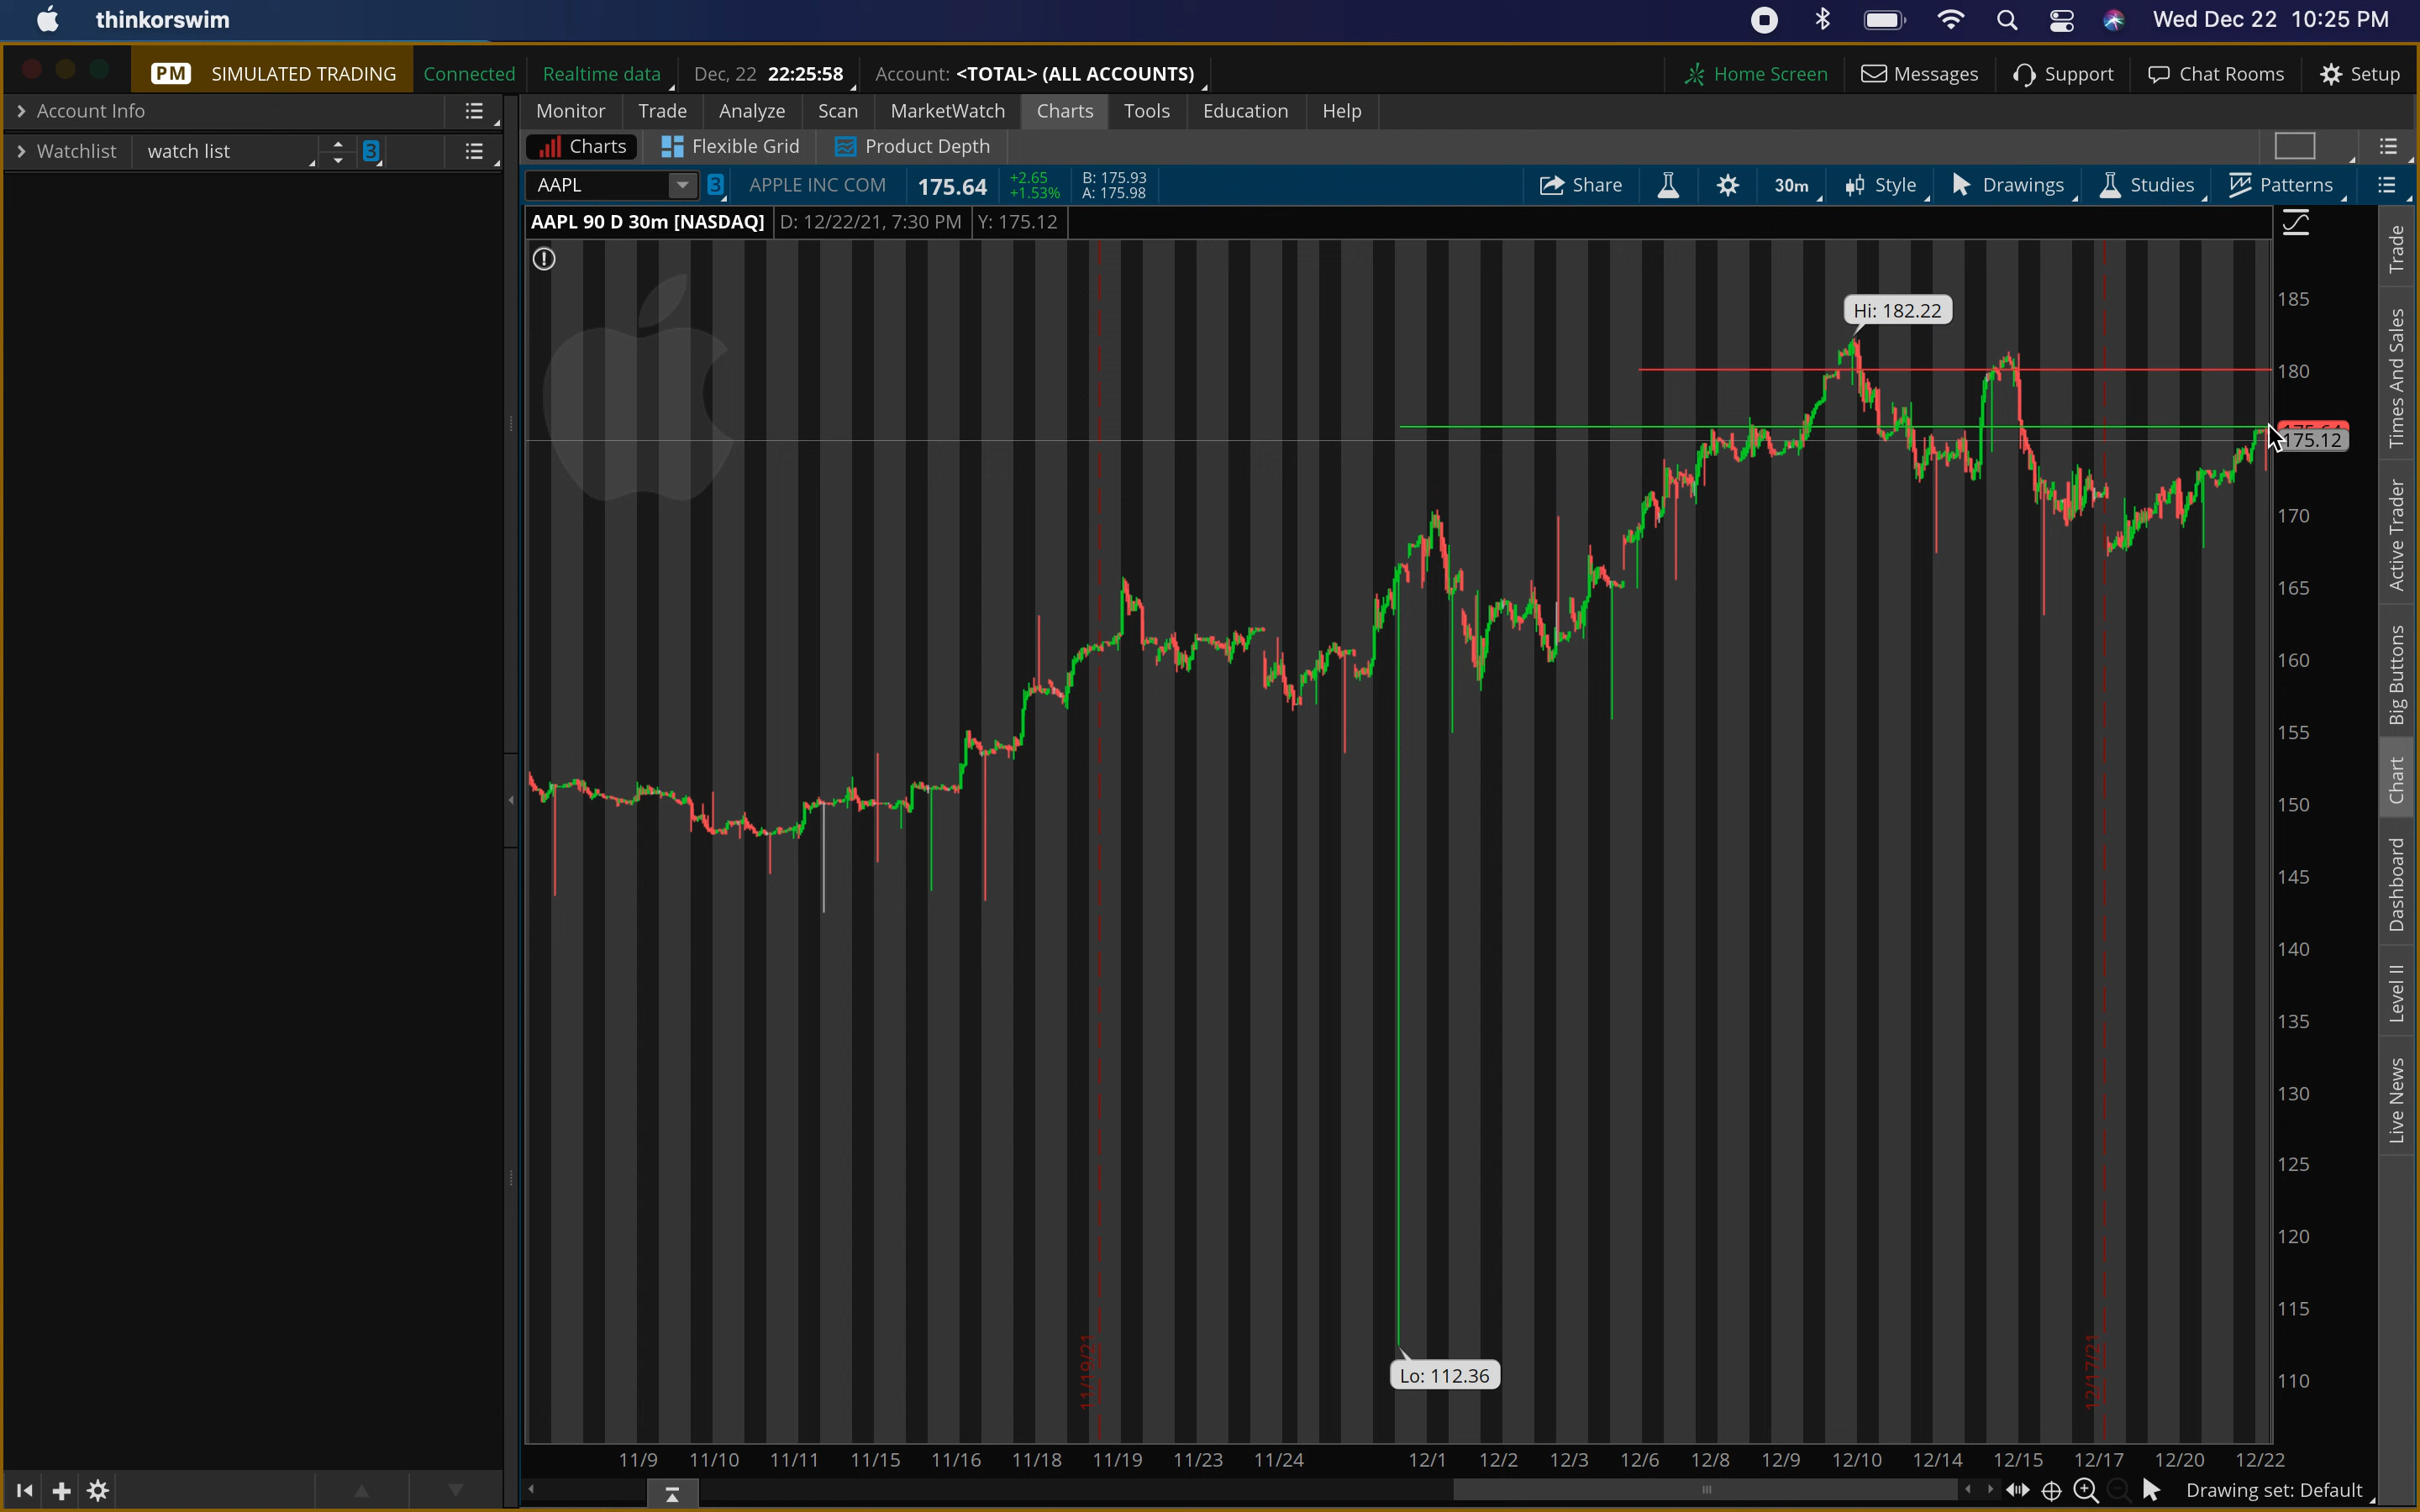 thinkorswim
Wed Dec 22 10:25 PM
PM SIMULATED TRADING Connected Realtime data Dec, 22 22:25:58 Account: <TOTAL> (ALL ACCOUNTS) Home Screen Messages Support Chat Rooms Setup
Account Info
Monitor Trade Analyze Scan MarketWatch Charts Tools Education Help
Watchlist watch list 3
Charts Flexible Grid Product Depth
AAPL 3 APPLE INC COM 175.64 +2.65 +1.53% B: 175.93 A: 175.98 Share 30m Style Drawings Studies Patterns
AAPL 90 D 30m [NASDAQ] D: 12/22/21, 7:30 PM Y: 175.12
Hi: 182.22
Lo: 112.36
185
180
175.12
170
165
160
155
150
145
140
135
130
125
120
115
110
11/19/21
12/17/21
11/9 11/10 11/11 11/15 11/16 11/18 11/19 11/23 11/24 12/1 12/2 12/3 12/6 12/8 12/9 12/10 12/14 12/15 12/17 12/20 12/22
Trade
Times And Sales
Active Trader
Big Buttons
Chart
Dashboard
Level II
Live News
Drawing set: Default